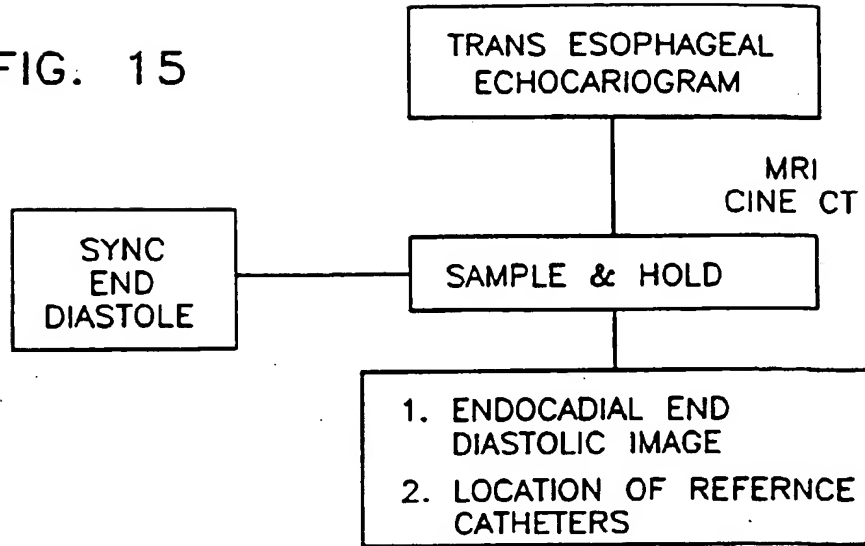 FIG. 15
TRANS ESOPHAGEAL
ECHOCARIOGRAM
MRI
CINE CT
SYNC
END
DIASTOLE
SAMPLE & HOLD
1. ENDOCADIAL END
DIASTOLIC IMAGE
2. LOCATION OF REFERNCE
CATHETERS